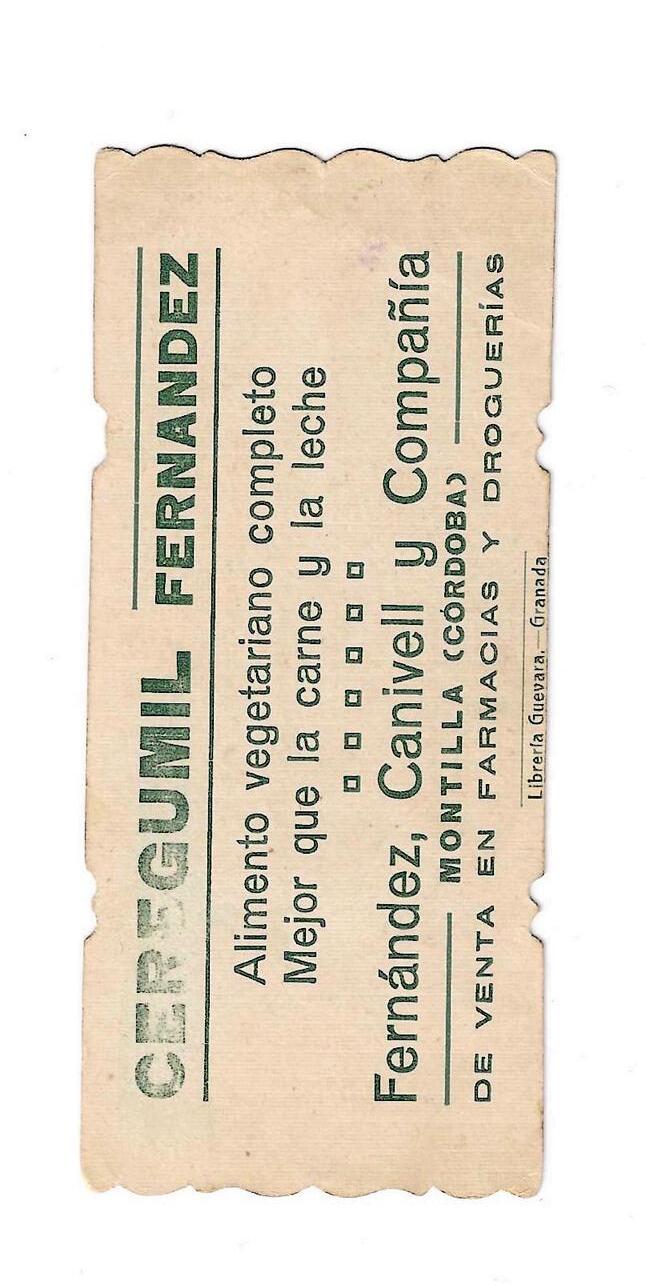 CEREGUMIL FERNANDEZ
Alimento vegetariano completo
Mejor que la carne y la leche
Fernández, Canivell y Compañía
MONTILLA (CÓRDOBA)
DE VENTA EN FARMACIAS Y DROGUERÍAS
Librería Guevara.—Granada